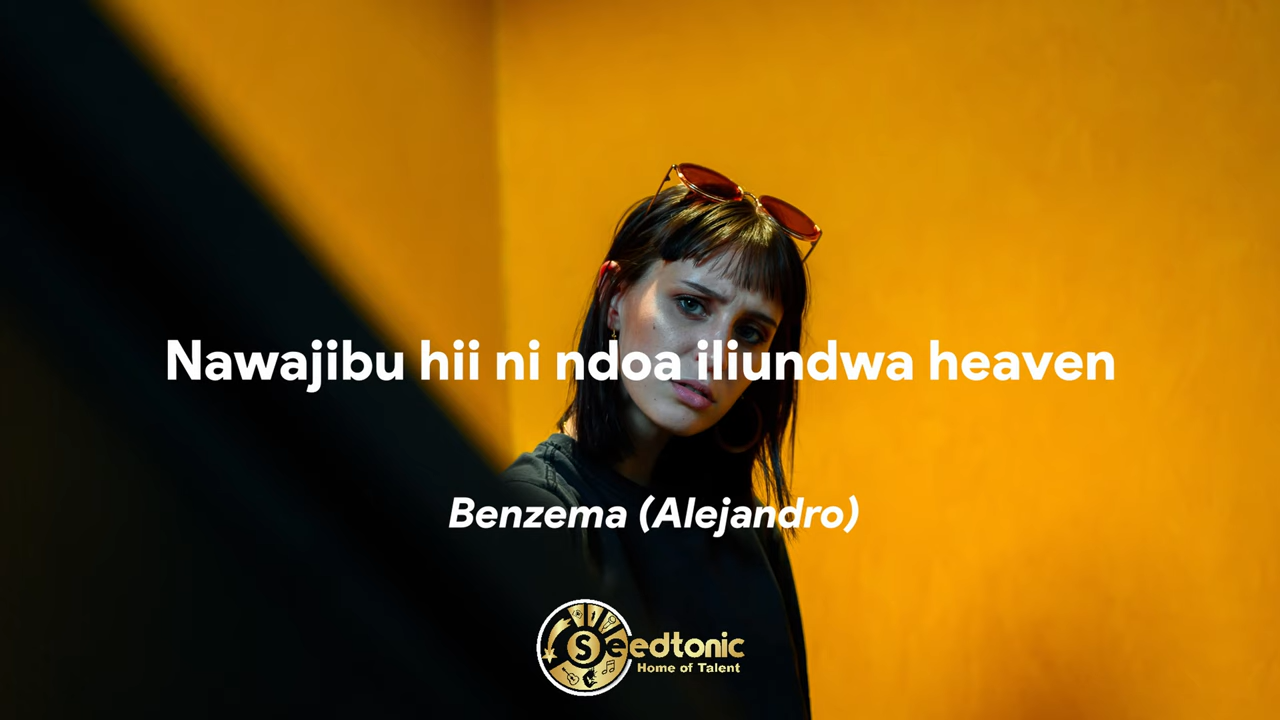 Nawajibu hii ni ndoa iliundwa heaven
Benzema (Alejandro)
Seedtonic
Home of Talent